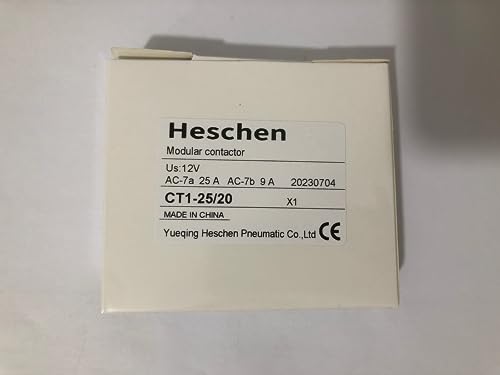 Heschen
Modular contactor
Us:12V
AC-7a 25 A AC-7b 9 A 20230704
CT1-25/20 X1
MADE IN CHINA
Yueqing Heschen Pneumatic Co.,Ltd CE